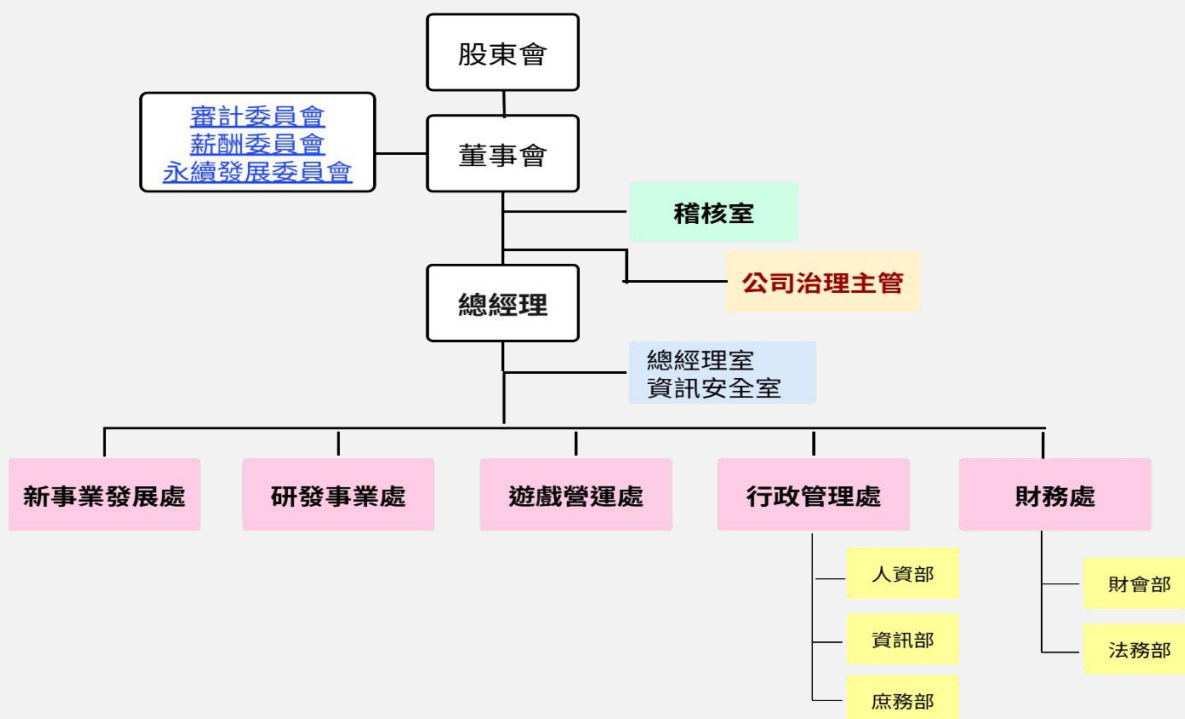 股東會
審計委員會
薪酬委員會
永續發展委員會
董事會
稽核室
公司治理主管
總經理
總經理室
資訊安全室
新事業發展處
研發事業處
遊戲營運處
行政管理處
財務處
人資部
資訊部
庶務部
財會部
法務部